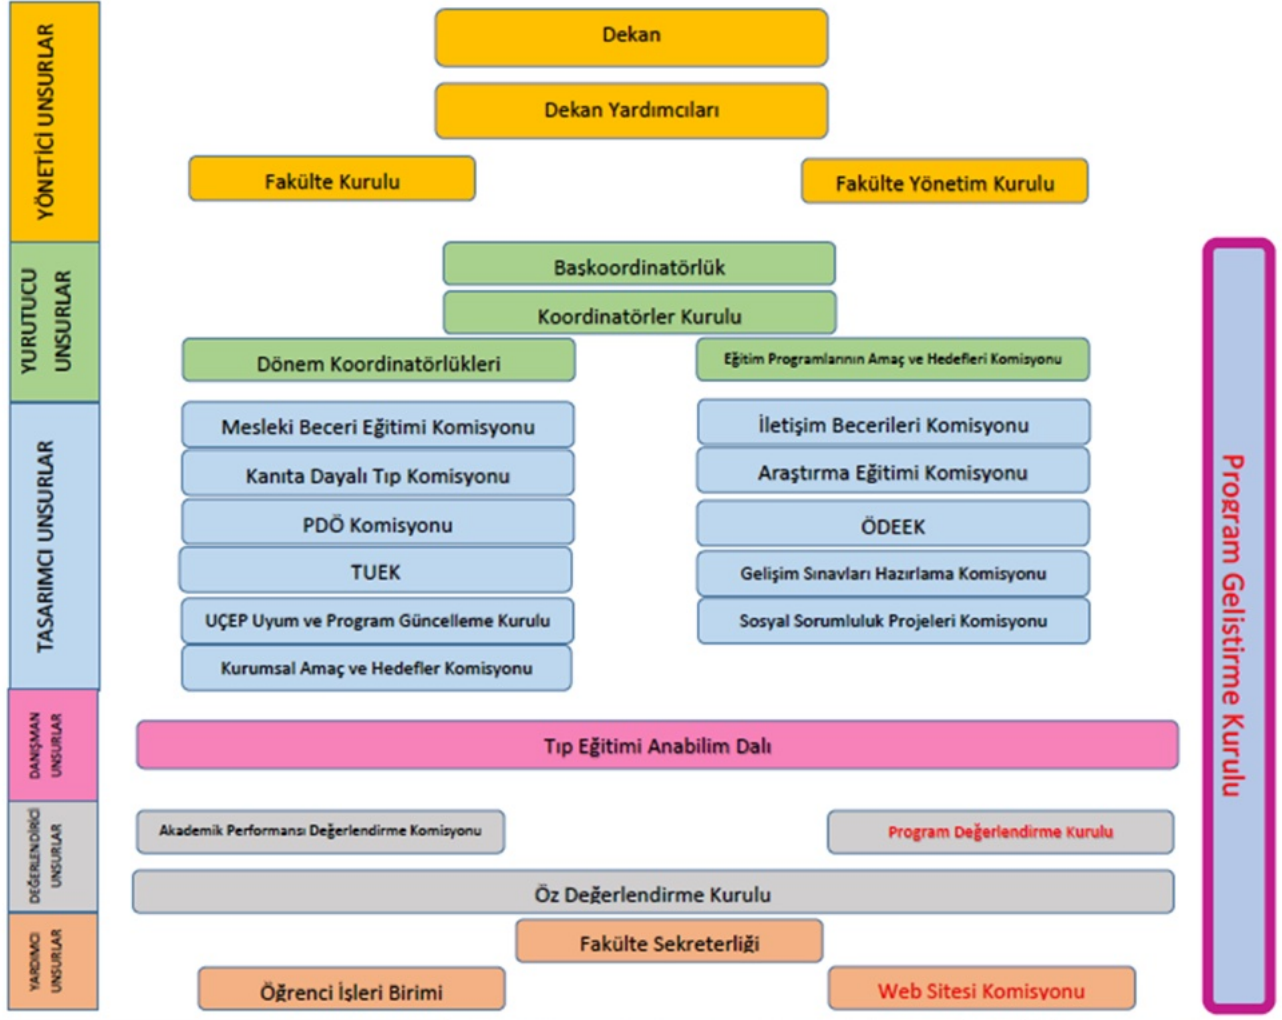 YÖNETİCİ UNSURLAR
Dekan
Dekan Yardımcıları
Fakülte Kurulu
Fakülte Yönetim Kurulu
YURUTUCU
UNSURLAR
Başkoordinatörlük
Koordinatörler Kurulu
Dönem Koordinatörlükleri
Eğitim Programlarının Amaç ve Hedefleri Komisyonu
TASARIMCI UNSURLAR
Mesleki Beceri Eğitimi Komisyonu
İletişim Becerileri Komisyonu
Kanıta Dayalı Tıp Komisyonu
Araştırma Eğitimi Komisyonu
PDÖ Komisyonu
ÖDEEK
TUEK
Gelişim Sınavları Hazırlama Komisyonu
UÇEP Uyum ve Program Güncelleme Kurulu
Sosyal Sorumluluk Projeleri Komisyonu
Kurumsal Amaç ve Hedefler Komisyonu
DANIŞMAN
UNSURLAR
Tıp Eğitimi Anabilim Dalı
DEĞERLENDİRİCİ
UNSURLAR
Akademik Performansı Değerlendirme Komisyonu
Program Değerlendirme Kurulu
Öz Değerlendirme Kurulu
YARDIMCI
UNSURLAR
Fakülte Sekreterliği
Öğrenci İşleri Birimi
Web Sitesi Komisyonu
Program Gelistirme Kurulu